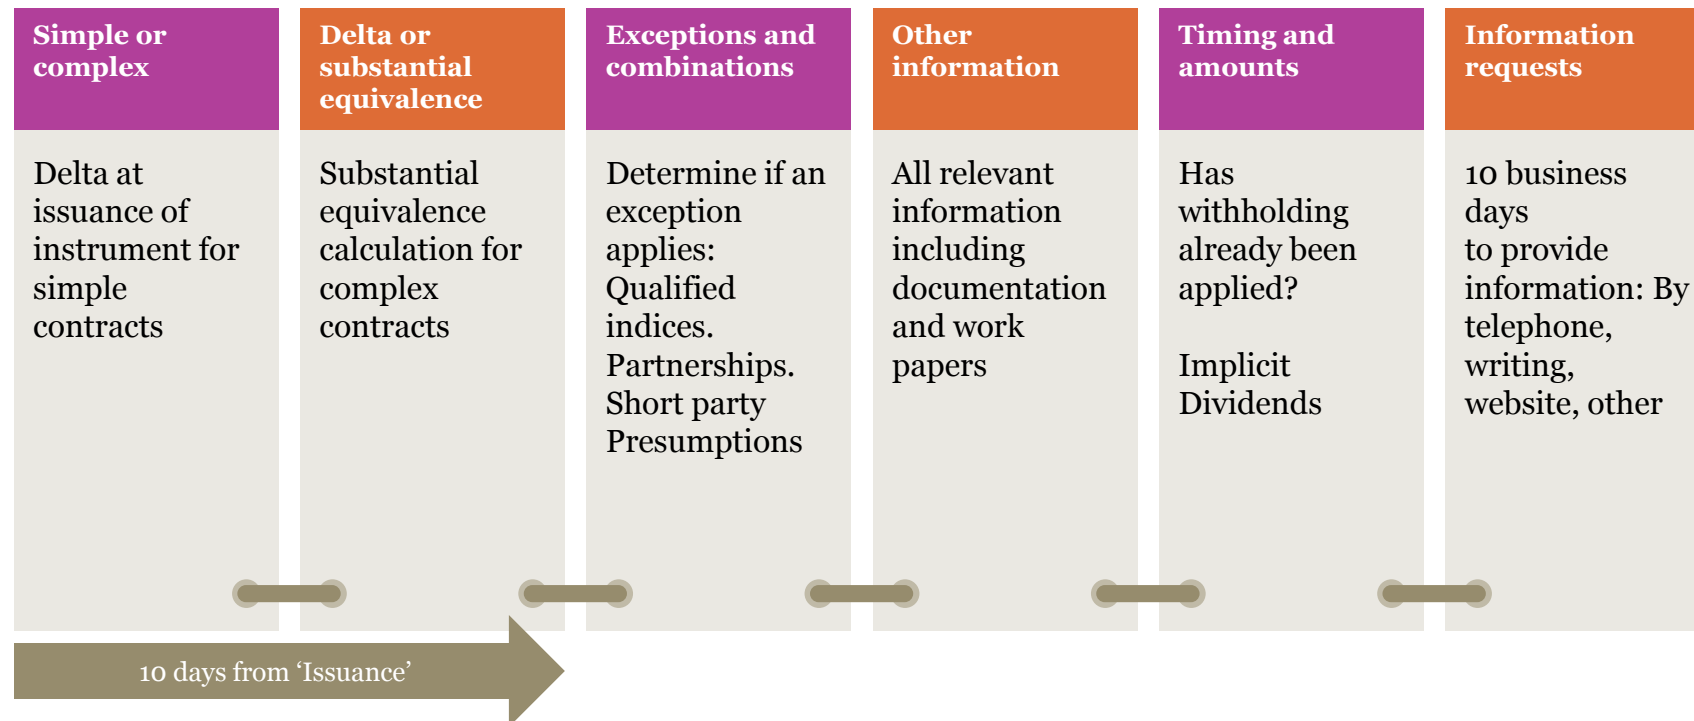 Simple or
complex
Delta at
issuance of
instrument for
simple
contracts
Delta or
substantial
equivalence
Substantial
equivalence
calculation for
complex
contracts
Exceptions and
combinations
Determine if an
exception
applies:
Qualified
indices.
Partnerships.
Short party
Presumptions
Other
information
All relevant
information
including
documentation
and work
papers
Timing and
amounts
Has
withholding
already been
applied?
Implicit
Dividends
Information
requests
10 business
days
to provide
information: By
telephone,
writing,
website, other
10 days from ‘Issuance’